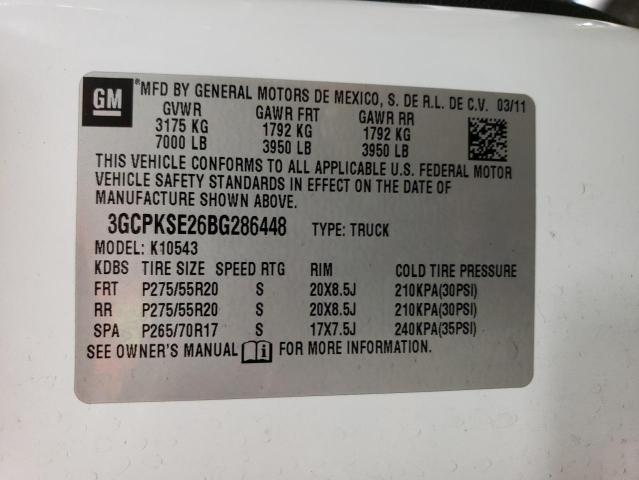 GM
®MFD BY GENERAL MOTORS DE MEXICO, S. DE R.L. DE C.V. 03/11
GVWR GAWR FRT GAWR RR
3175 KG 1792 KG 1792 KG
7000 LB 3950 LB 3950 LB
THIS VEHICLE CONFORMS TO ALL APPLICABLE U.S. FEDERAL MOTOR
VEHICLE SAFETY STANDARDS IN EFFECT ON THE DATE OF
MANUFACTURE SHOWN ABOVE.
3GCPKSE26BG286448 TYPE: TRUCK
MODEL: K10543
KDBS TIRE SIZE SPEED RTG RIM COLD TIRE PRESSURE
FRT P275/55R20 S 20X8.5J 210KPA(30PSI)
RR P275/55R20 S 20X8.5J 210KPA(30PSI)
SPA P265/70R17 S 17X7.5J 240KPA(35PSI)
SEE OWNER'S MANUAL i FOR MORE INFORMATION.